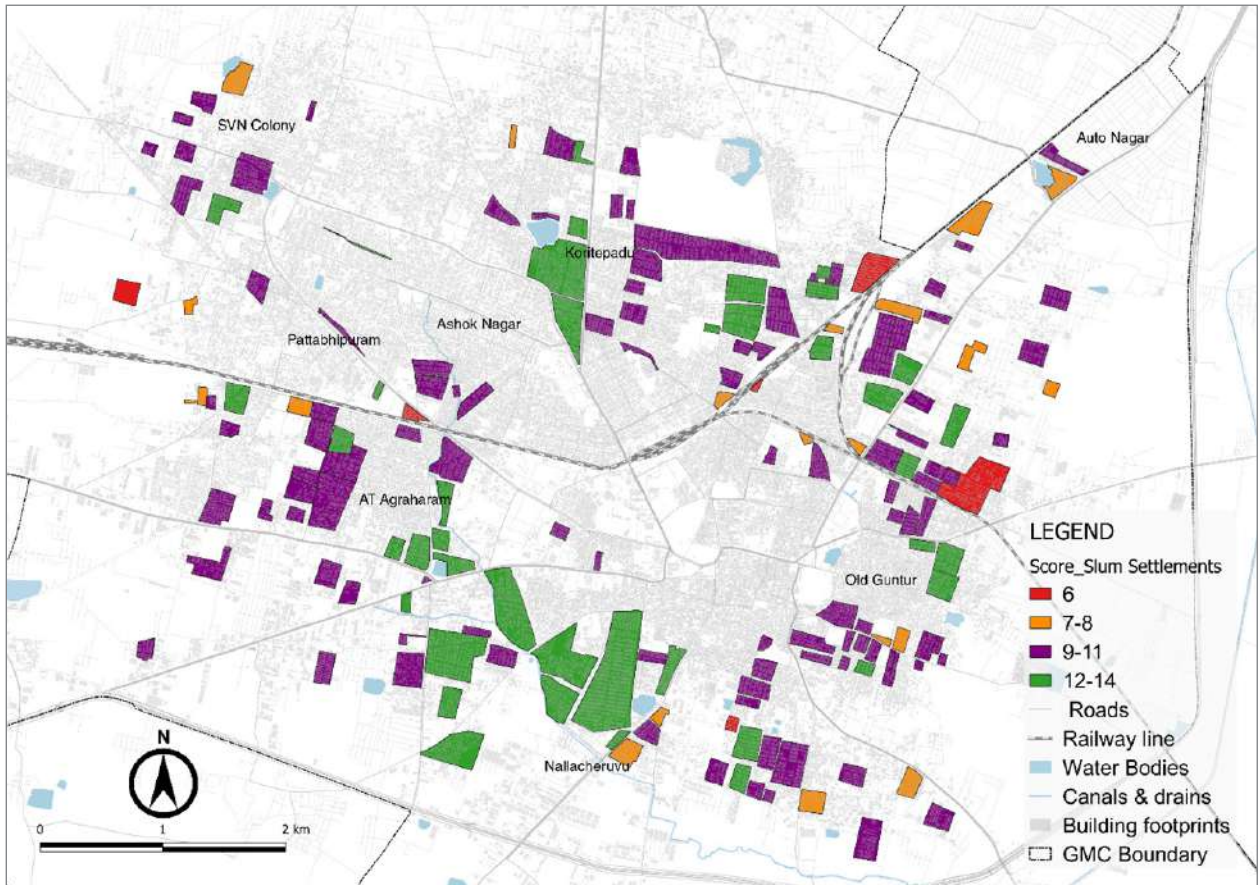 SVN Colony
Auto Nagar
Koritepadu
Ashok Nagar
Pattabhipuram
AT Agraharam
Old Guntur
Nallacheruvu
LEGEND
Score_Slum Settlements
6
7-8
9-11
12-14
Roads
Railway line
Water Bodies
Canals & drains
Building footprints
GMC Boundary
N
0 1 2 km